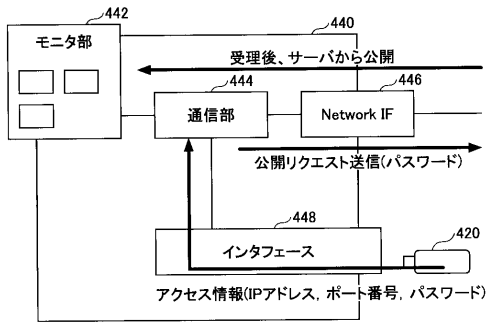 442
440
モニタ部
受理後、サーバから公開
444
446
通信部
Network IF
公開リクエスト送信(パスワード)
448
420
インタフェース
アクセス情報(IPアドレス, ポート番号, パスワード)